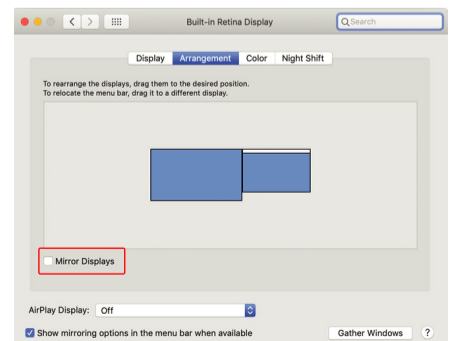 Built-in Retina Display
Search
Display Arrangement Color Night Shift
To rearrange the displays, drag them to the desired position.
To relocate the menu bar, drag it to a different display.
Mirror Displays
AirPlay Display: Off
Show mirroring options in the menu bar when available
Gather Windows ?